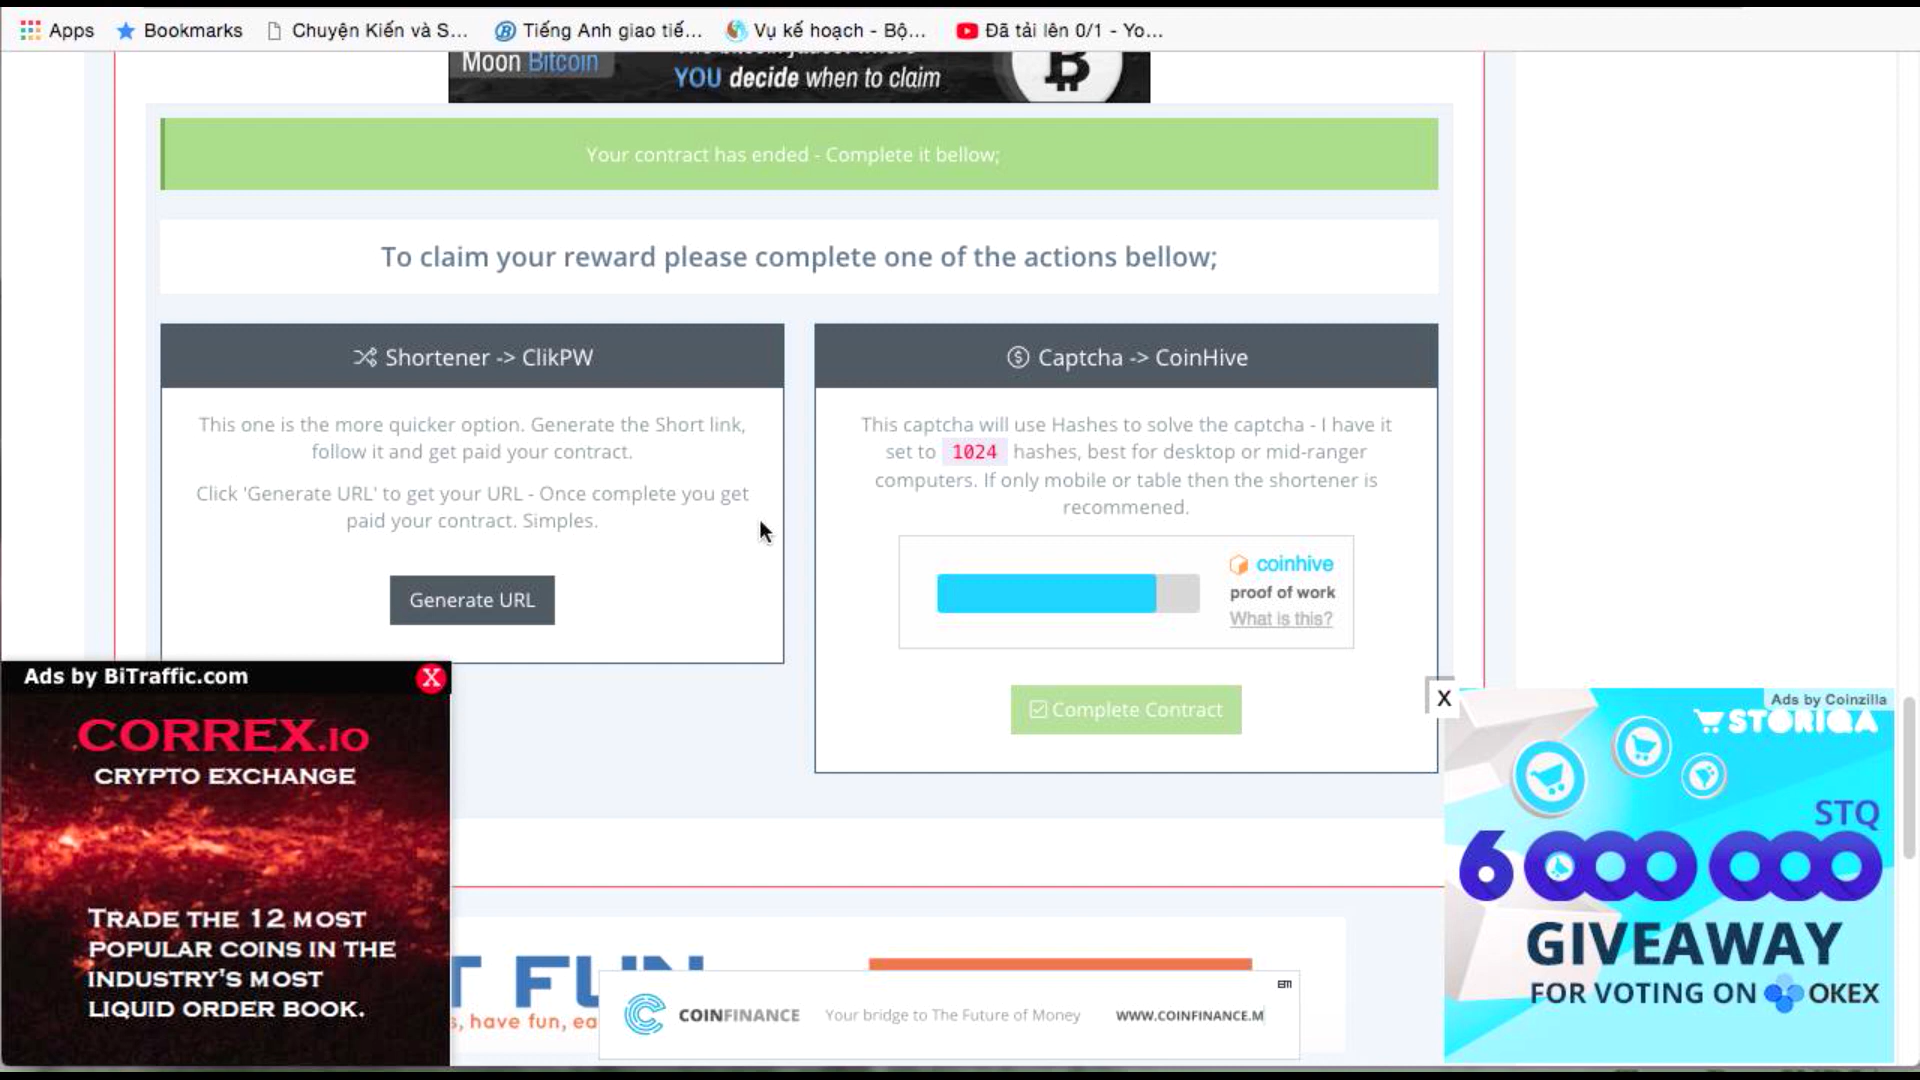 Apps
Bookmarks
Chuyện Kiến và S...
Tiếng Anh giao tiế...
Vụ kế hoạch - Bộ...
Đã tải lên 0/1 - Yo...
Moon Bitcoin
YOU decide when to claim
Your contract has ended - Complete it bellow;
To claim your reward please complete one of the actions bellow;
Shortener -> ClikPW
This one is the more quicker option. Generate the Short link,
follow it and get paid your contract.
Click 'Generate URL' to get your URL - Once complete you get
paid your contract. Simples.
Generate URL
Captcha -> CoinHive
This captcha will use Hashes to solve the captcha - I have it
set to 1024 hashes, best for desktop or mid-ranger
computers. If only mobile or table then the shortener is
recommened.
coinhive
proof of work
What is this?
Complete Contract
Ads by BiTraffic.com
X
CORREX.IO
CRYPTO EXCHANGE
TRADE THE 12 MOST
POPULAR COINS IN THE
INDUSTRY'S MOST
LIQUID ORDER BOOK.
X
Ads by Coinzilla
STORIQA
STQ
6 000 000
GIVEAWAY
FOR VOTING ON OKEX
T FUN
s, have fun, ea
COINFINANCE
Your bridge to The Future of Money
WWW.COINFINANCE.M